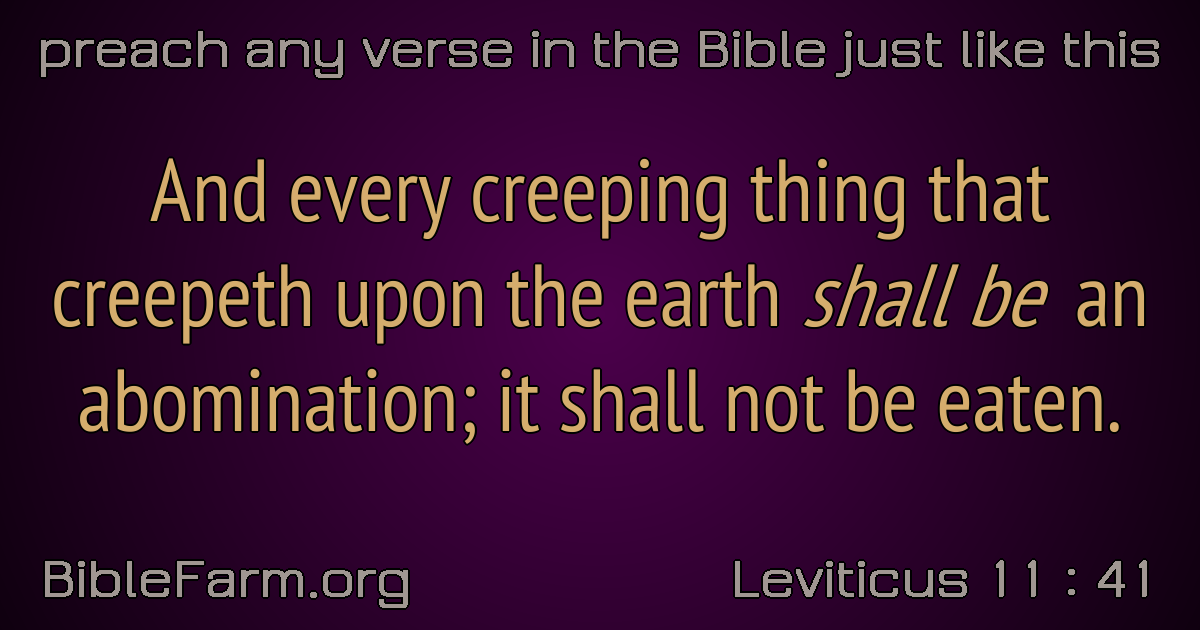 preach any verse in the Bible just like this
And every creeping thing that
creepeth upon the earth shall be an
abomination; it shall not be eaten.
BibleFarm.org
Leviticus 11 : 41